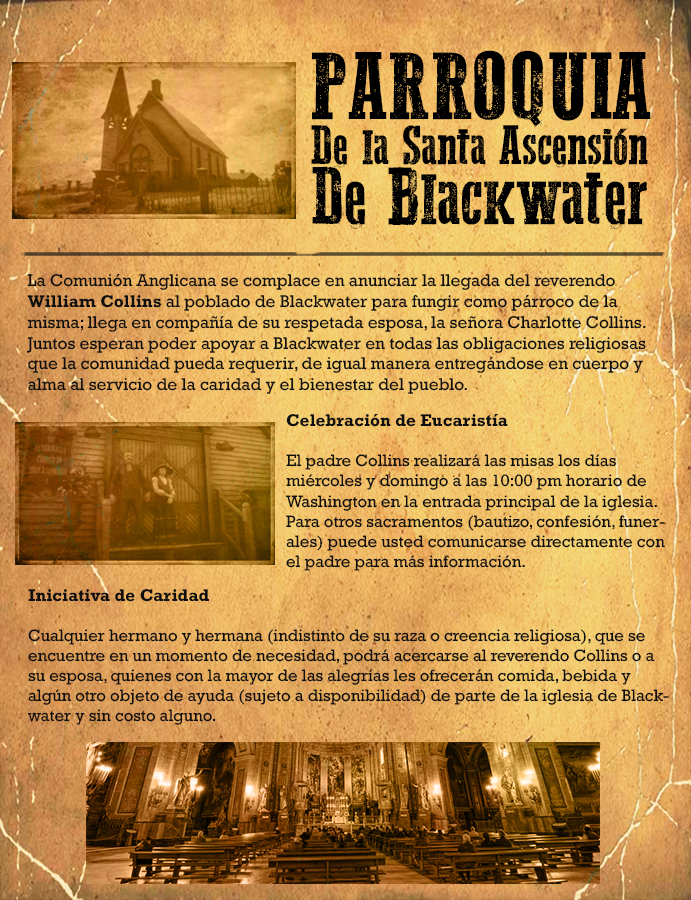 PARROQUIA
De la Santa Ascensión
De Blackwater
La Comunión Anglicana se complace en anunciar la llegada del reverendo
William Collins al poblado de Blackwater para fungir como párroco de la
misma; llega en compañía de su respetada esposa, la señora Charlotte Collins.
Juntos esperan poder apoyar a Blackwater en todas las obligaciones religiosas
que la comunidad pueda requerir, de igual manera entregándose en cuerpo y
alma al servicio de la caridad y el bienestar del pueblo.
Celebración de Eucaristía
El padre Collins realizará las misas los días
miércoles y domingo a las 10:00 pm horario de
Washington en la entrada principal de la iglesia.
Para otros sacramentos (bautizo, confesión, funer-
ales) puede usted comunicarse directamente con
el padre para más información.
Iniciativa de Caridad
Cualquier hermano y hermana (indistinto de su raza o creencia religiosa), que se
encuentre en un momento de necesidad, podrá acercarse al reverendo Collins o a
su esposa, quienes con la mayor de las alegrías les ofrecerán comida, bebida y
algún otro objeto de ayuda (sujeto a disponibilidad) de parte de la iglesia de Black-
water y sin costo alguno.